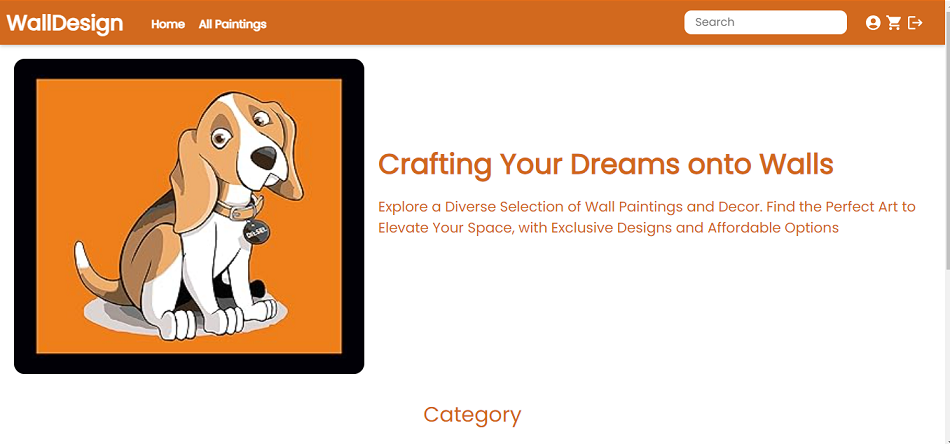 WallDesign
Home
All Paintings
Search
DIESEL
Crafting Your Dreams onto Walls
Explore a Diverse Selection of Wall Paintings and Decor. Find the Perfect Art to
Elevate Your Space, with Exclusive Designs and Affordable Options
Category